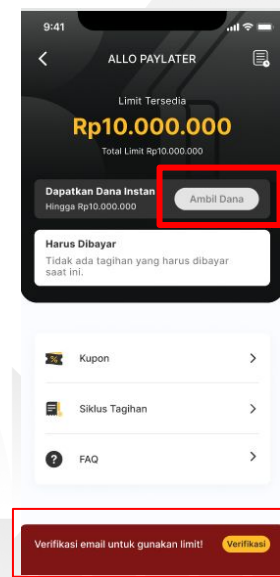 9:41
ALLO PAYLATER
Limit Tersedia
Rp10.000.000
Total Limit Rp10.000.000
Dapatkan Dana Instan
Hingga Rp10.000.000
Ambil Dana
Harus Dibayar
Tidak ada tagihan yang harus dibayar
saat ini.
Kupon
Siklus Tagihan
FAQ
Verifikasi email untuk gunakan limit!
Verifikasi